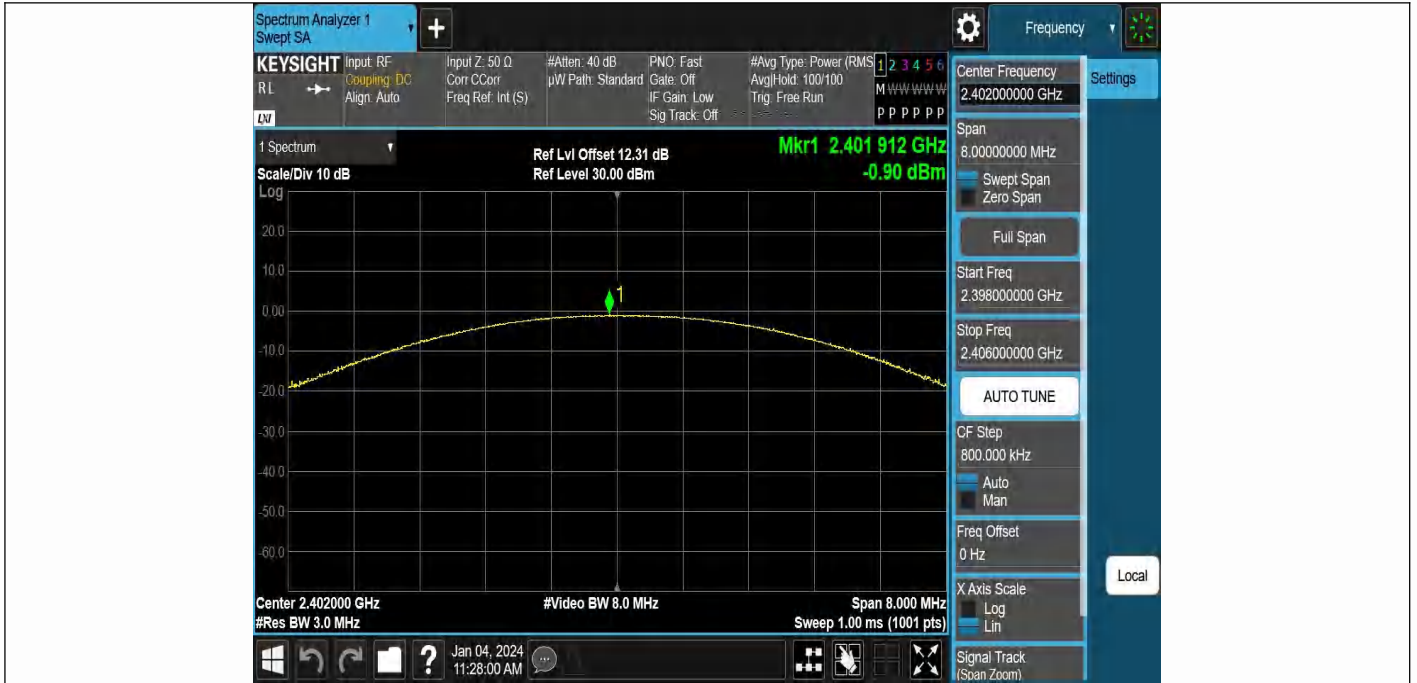 Spectrum Analyzer 1
Swept SA
+
Frequency
KEYSIGHT
RL
LXI
Input: RF
Coupling: DC
Align: Auto
Input Z: 50 Ω
Corr CCorr
Freq Ref: Int (S)
#Atten: 40 dB
µW Path: Standard
PNO: Fast
Gate: Off
IF Gain: Low
Sig Track: Off
#Avg Type: Power (RMS
Avg|Hold: 100/100
Trig: Free Run
1 2 3 4 5 6
M W W W W W
P P P P P P
1 Spectrum
Scale/Div 10 dB
Ref Lvl Offset 12.31 dB
Ref Level 30.00 dBm
Mkr1 2.401 912 GHz
-0.90 dBm
Log
20.0
10.0
0.00
-10.0
-20.0
-30.0
-40.0
-50.0
-60.0
1
Center 2.402000 GHz
#Res BW 3.0 MHz
#Video BW 8.0 MHz
Span 8.000 MHz
Sweep 1.00 ms (1001 pts)
Center Frequency
2.402000000 GHz
Settings
Span
8.00000000 MHz
Swept Span
Zero Span
Full Span
Start Freq
2.398000000 GHz
Stop Freq
2.406000000 GHz
AUTO TUNE
CF Step
800.000 kHz
Auto
Man
Freq Offset
0 Hz
X Axis Scale
Log
Lin
Signal Track
(Span Zoom)
Local
?
Jan 04, 2024
11:28:00 AM